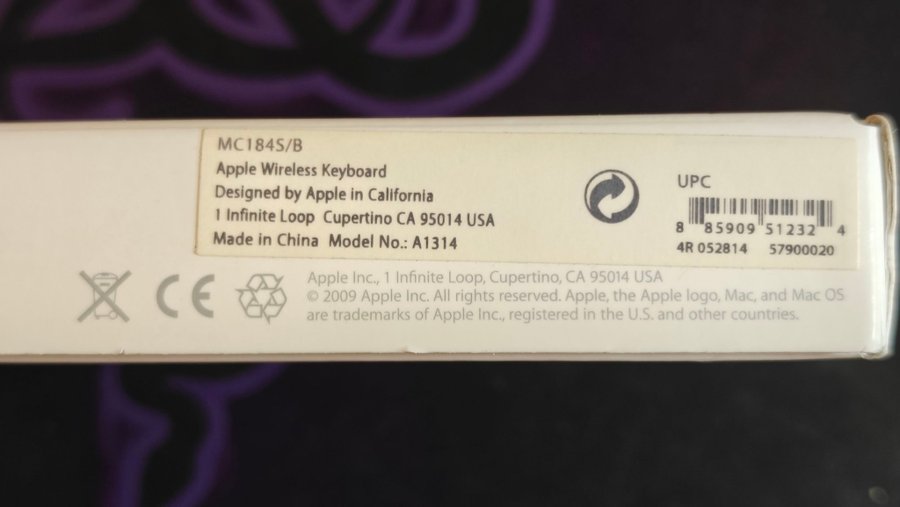 MC184S/B
Apple Wireless Keyboard
Designed by Apple in California
1 Infinite Loop Cupertino CA 95014 USA
Made in China Model No.: A1314
UPC
8 85909 51232 4
4R 052814 57900020
CE
Apple Inc., 1 Infinite Loop, Cupertino, CA 95014 USA
© 2009 Apple Inc. All rights reserved. Apple, the Apple logo, Mac, and Mac OS
are trademarks of Apple Inc., registered in the U.S. and other countries.